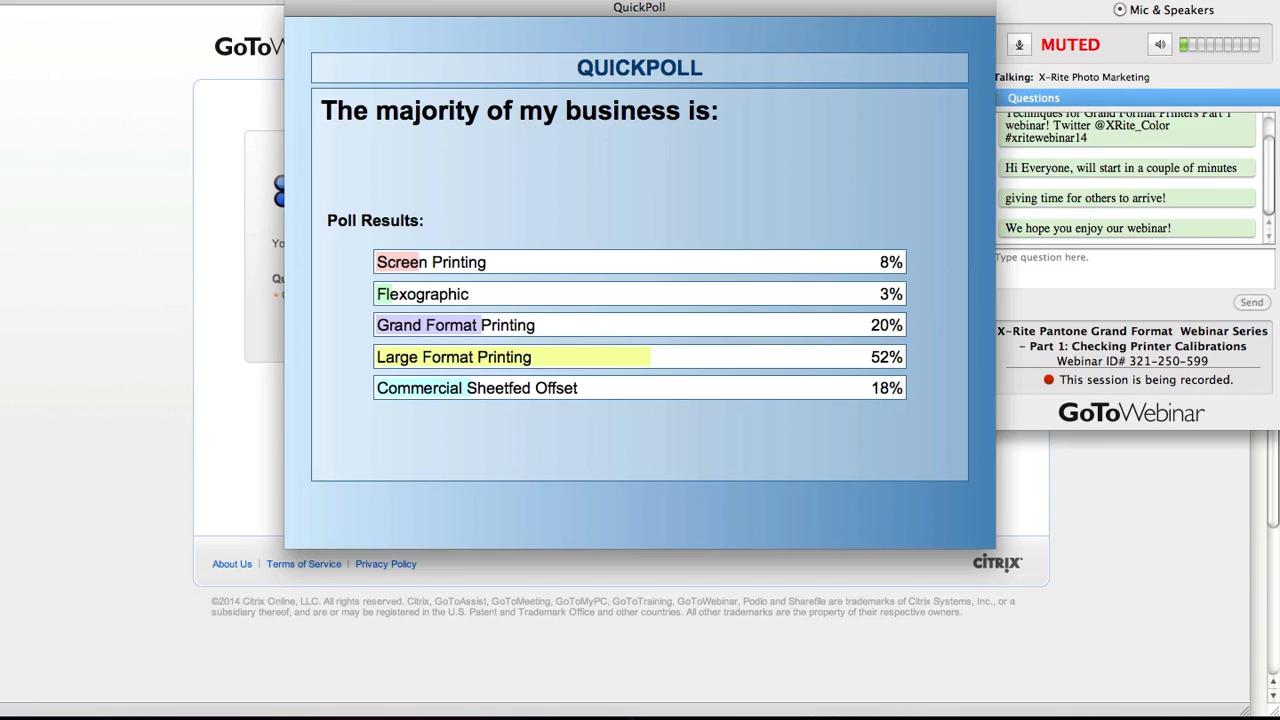 QuickPoll
GoToW
QUICKPOLL
The majority of my business is:
Poll Results:
Screen Printing 8%
Flexographic 3%
Grand Format Printing 20%
Large Format Printing 52%
Commercial Sheetfed Offset 18%
Yo
Qu
Mic & Speakers
MUTED
Talking: X-Rite Photo Marketing
Questions
Techniques for Grand Format Printers Part 1
webinar! Twitter @XRite_Color
#xritewebinar14
Hi Everyone, will start in a couple of minutes
giving time for others to arrive!
We hope you enjoy our webinar!
Type question here.
Send
X-Rite Pantone Grand Format Webinar Series
– Part 1: Checking Printer Calibrations
Webinar ID# 321-250-599
This session is being recorded.
GoToWebinar
About Us | Terms of Service | Privacy Policy
CITRIX
©2014 Citrix Online, LLC. All rights reserved. Citrix, GoToAssist, GoToMeeting, GoToMyPC, GoToTraining, GoToWebinar, Podio and Sharefile are trademarks of Citrix Systems, Inc., or a
subsidiary thereof, and are or may be registered in the U.S. Patent and Trademark Office and other countries. All other trademarks are the property of their respective owners.